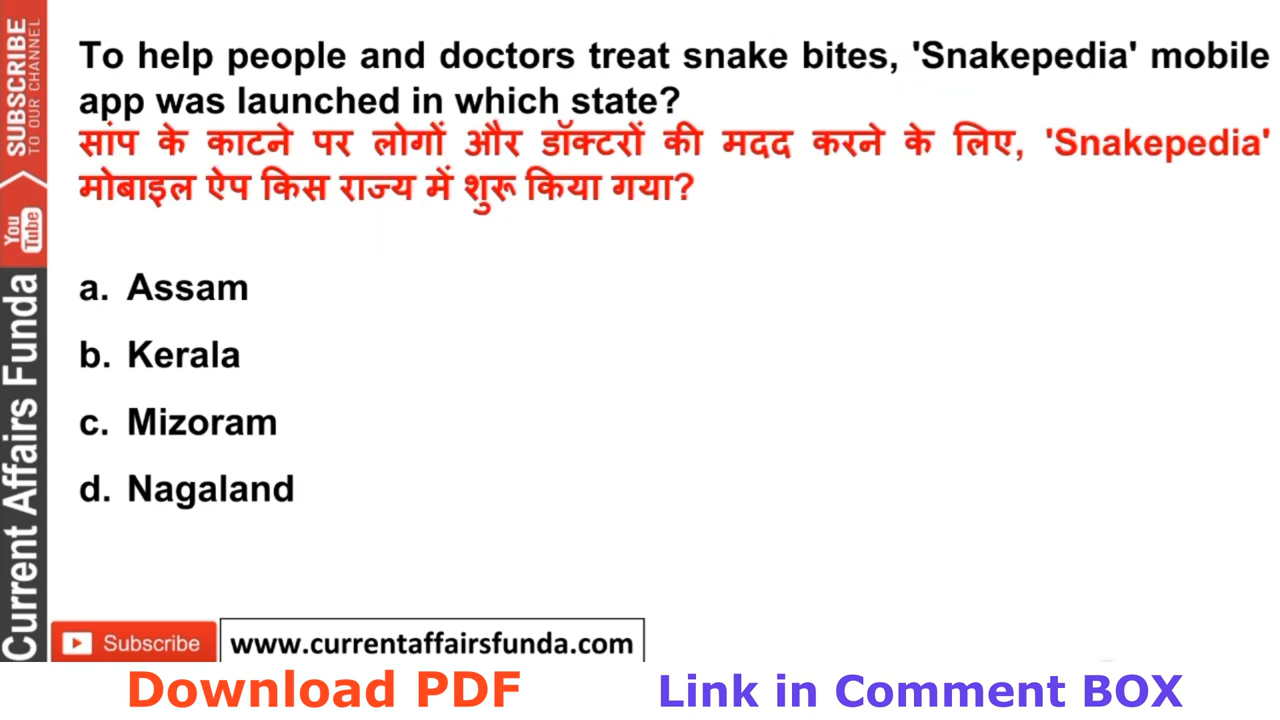 To help people and doctors treat snake bites, 'Snakepedia' mobile
app was launched in which state?
सांप के काटने पर लोगों और डॉक्टरों की मदद करने के लिए, 'Snakepedia'
मोबाइल ऐप किस राज्य में शुरू किया गया?
a. Assam
b. Kerala
c. Mizoram
d. Nagaland
SUBSCRIBE
TO OUR CHANNEL
You
Tube
Current Affairs Funda
Subscribe
www.currentaffairsfunda.com
Download PDF
Link in Comment BOX